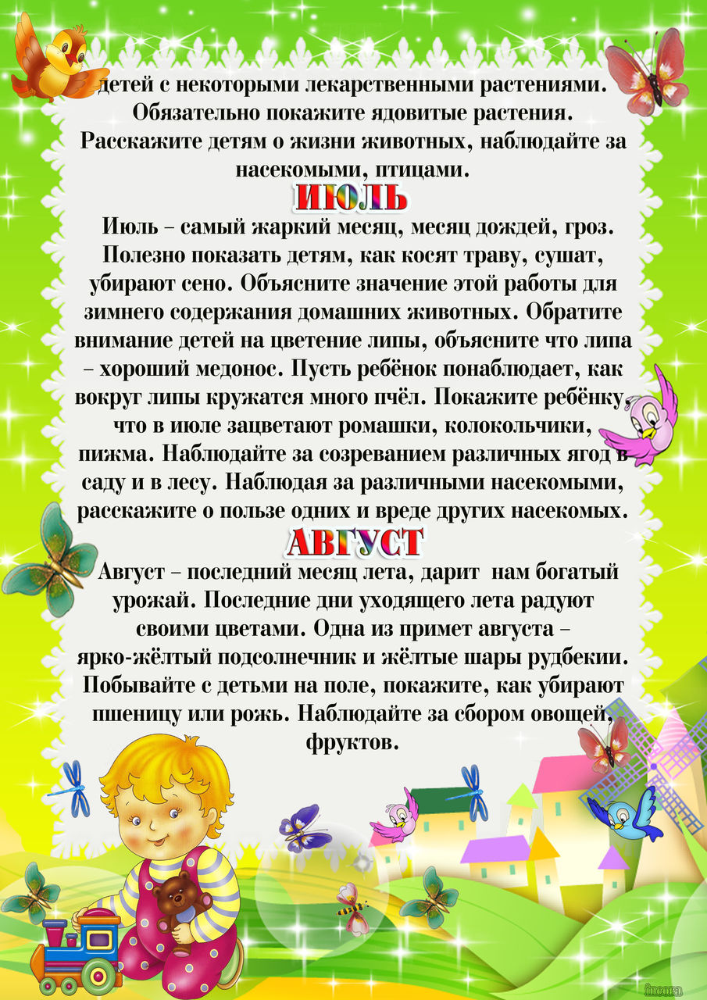 детей с некоторыми лекарственными растениями.
Обязательно покажите ядовитые растения.
Расскажите детям о жизни животных, наблюдайте за
насекомыми, птицами.
ИЮЛЬ
Июль – самый жаркий месяц, месяц дождей, гроз.
Полезно показать детям, как косят траву, сушат,
убирают сено. Объясните значение этой работы для
зимнего содержания домашних животных. Обратите
внимание детей на цветение липы, объясните что липа
– хороший медонос. Пусть ребёнок понаблюдает, как
вокруг липы кружатся много пчёл. Покажите ребёнку,
что в июле зацветают ромашки, колокольчики,
пижма. Наблюдайте за созреванием различных ягод в
саду и в лесу. Наблюдая за различными насекомыми,
расскажите о пользе одних и вреде других насекомых.
АВГУСТ
Август – последний месяц лета, дарит  нам богатый
урожай. Последние дни уходящего лета радуют
своими цветами. Одна из примет августа –
ярко-жёлтый подсолнечник и жёлтые шары рудбекии.
Побывайте с детьми на поле, покажите, как убирают
пшеницу или рожь. Наблюдайте за сбором овощей,
фруктов.